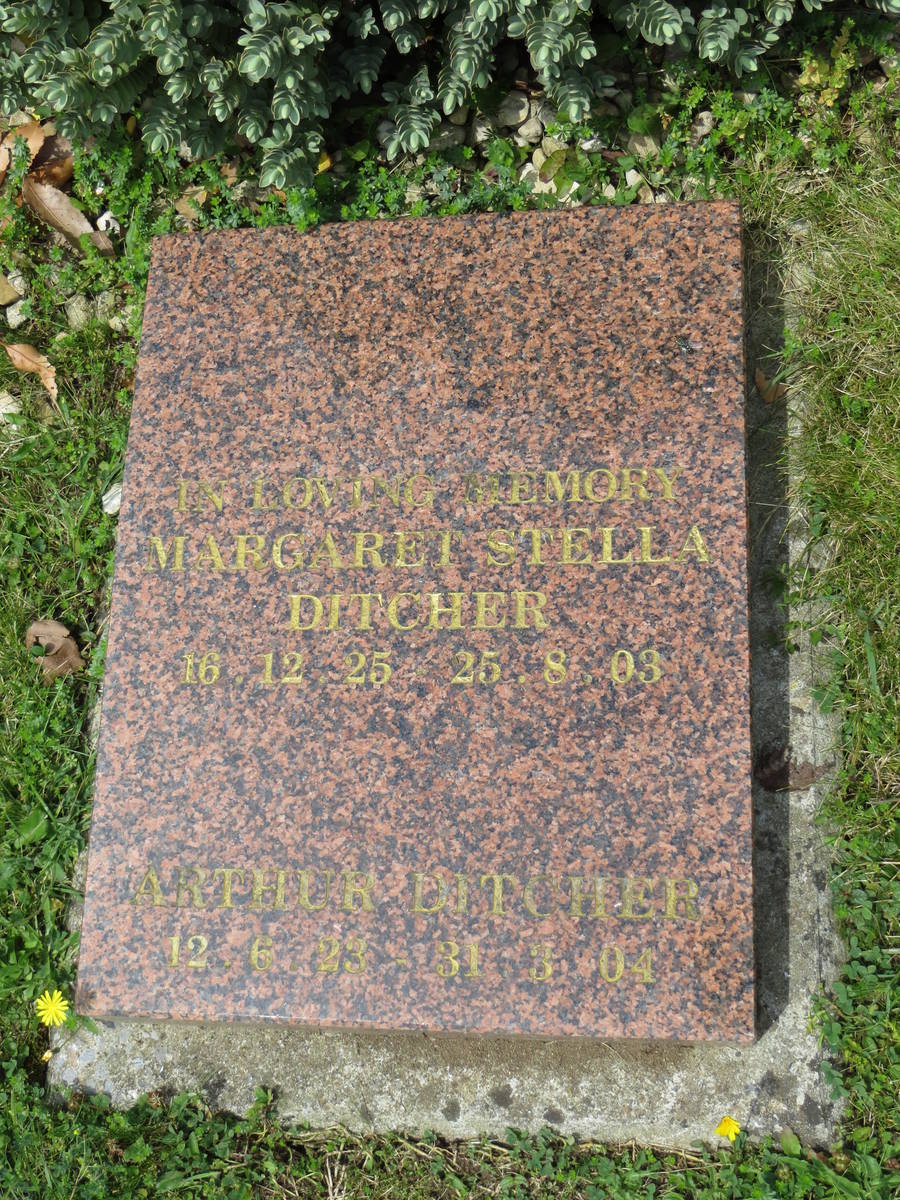 IN LOVING MEMORY
MARGARET STELLA
DITCHER
16 . 12 . 25 - 25 . 8 . 03
ARTHUR DITCHER
12 . 6 . 23 - 31 . 3 . 04